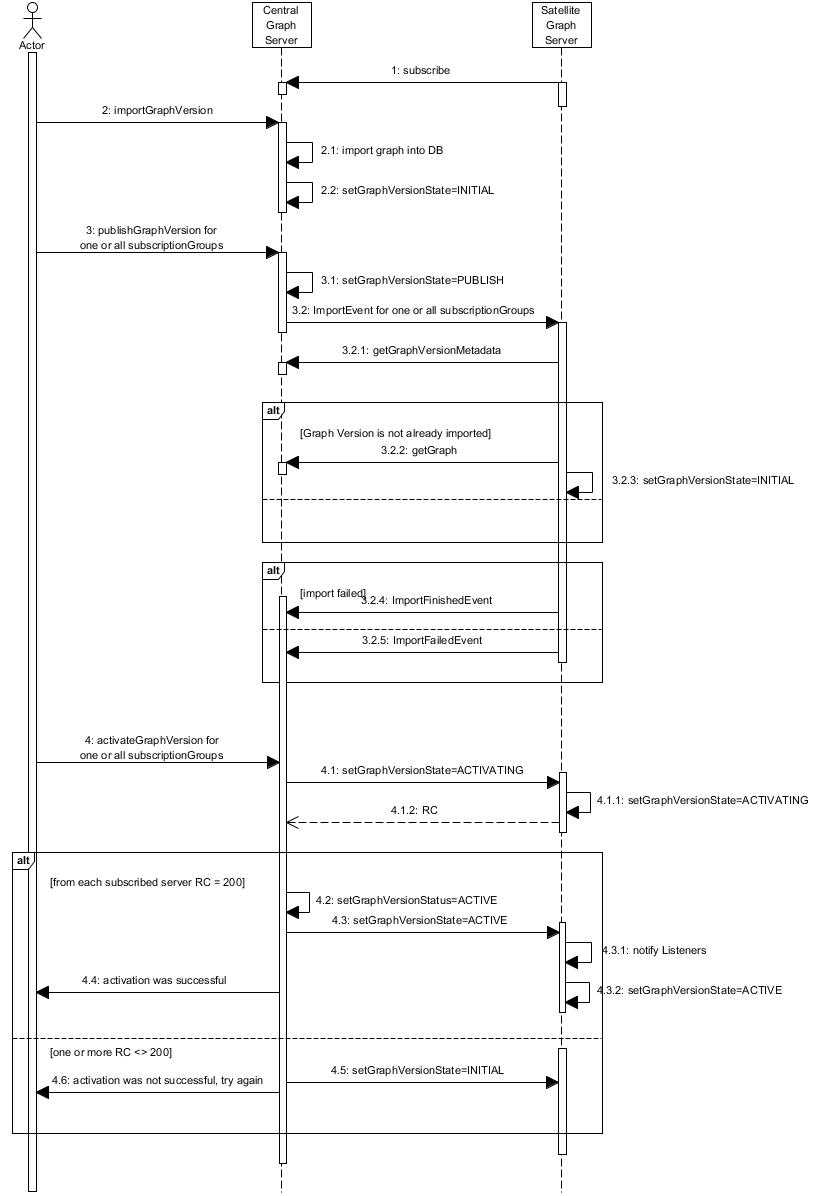 Actor
Central
Graph
Server
Satellite
Graph
Server
1: subscribe
2: importGraphVersion
2.1: import graph into DB
2.2: setGraphVersionState=INITIAL
3: publishGraphVersion for
one or all subscriptionGroups
3.1: setGraphVersionState=PUBLISH
3.2: ImportEvent for one or all subscriptionGroups
3.2.1: getGraphVersionMetadata
alt
[Graph Version is not already imported]
3.2.2: getGraph
3.2.3: setGraphVersionState=INITIAL
alt
[import failed]
3.2.4: ImportFinishedEvent
3.2.5: ImportFailedEvent
4: activateGraphVersion for
one or all subscriptionGroups
4.1: setGraphVersionState=ACTIVATING
4.1.1: setGraphVersionState=ACTIVATING
4.1.2: RC
alt
[from each subscribed server RC = 200]
4.2: setGraphVersionStatus=ACTIVE
4.3: setGraphVersionState=ACTIVE
4.3.1: notify Listeners
4.4: activation was successful
4.3.2: setGraphVersionState=ACTIVE
[one or more RC <> 200]
4.5: setGraphVersionState=INITIAL
4.6: activation was not successful, try again